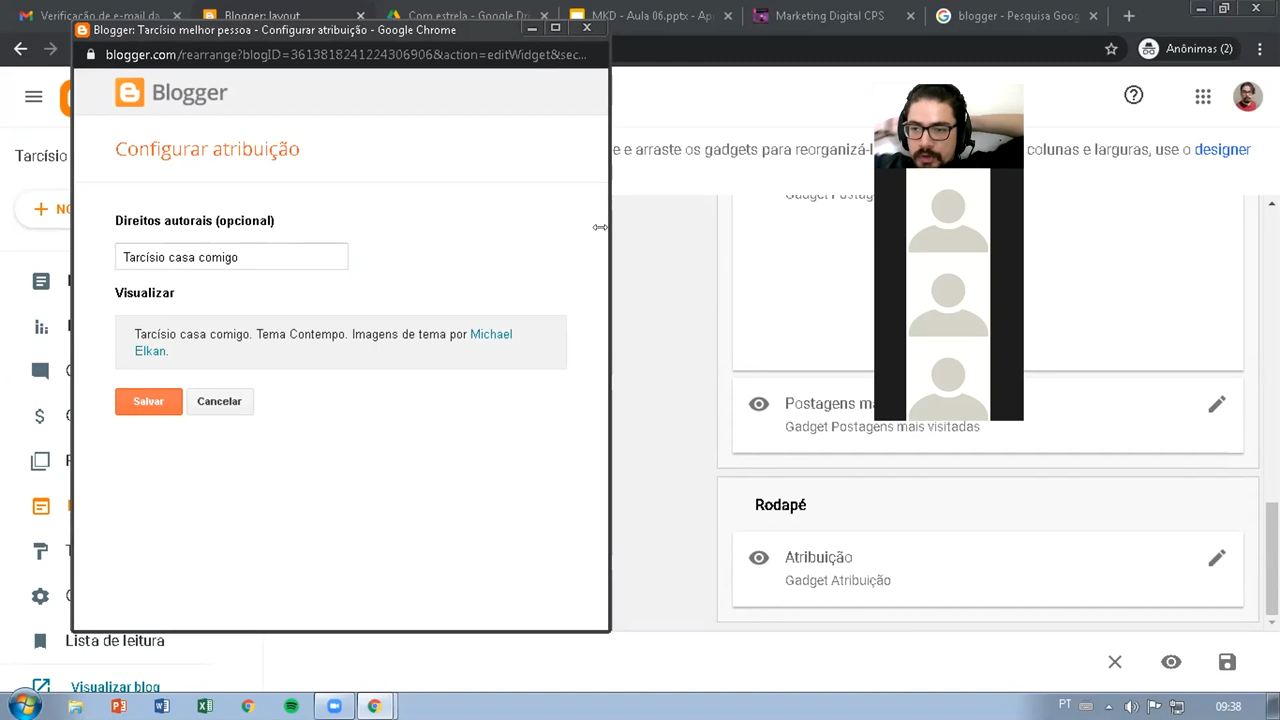 Verificação de e-mail da
Blogger: layout
Com estrela - Google D
MKD - Aula 06.pptx - Ap
Marketing Digital CPS
blogger - Pesquisa Goog
Blogger: Tarcísio melhor pessoa - Configurar atribuição - Google Chrome
blogger.com/rearrange?blogID=3613818241224306906&action=editWidget&sec...
Anônimas (2)
Blogger
Configurar atribuição
Tarcísio
e e arraste os gadgets para reorganizá-l
colunas e larguras, use o designer
Direitos autorais (opcional)
Tarcísio casa comigo
Visualizar
Tarcísio casa comigo. Tema Contempo. Imagens de tema por Michael
Elkan.
Salvar
Cancelar
Postagens ma
Gadget Postagens mais visitadas
Rodapé
Atribuição
Gadget Atribuição
Lista de leitura
Visualizar blog
PT
09:38